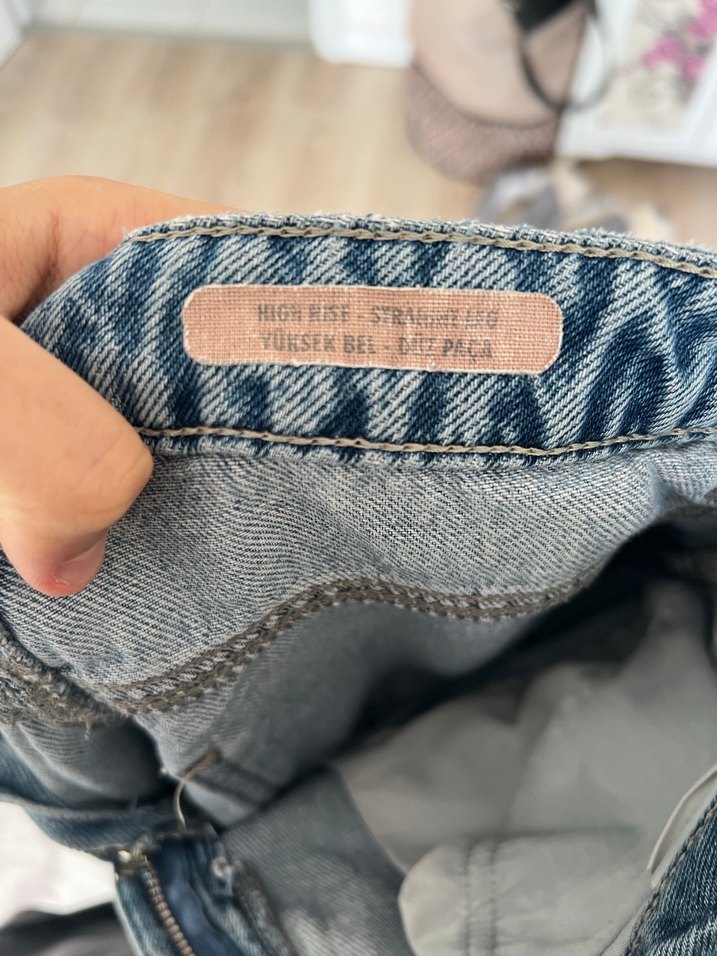 HIGH RISE - STRAIGHT LEG
YÜKSEK BEL - DÜZ PAÇA